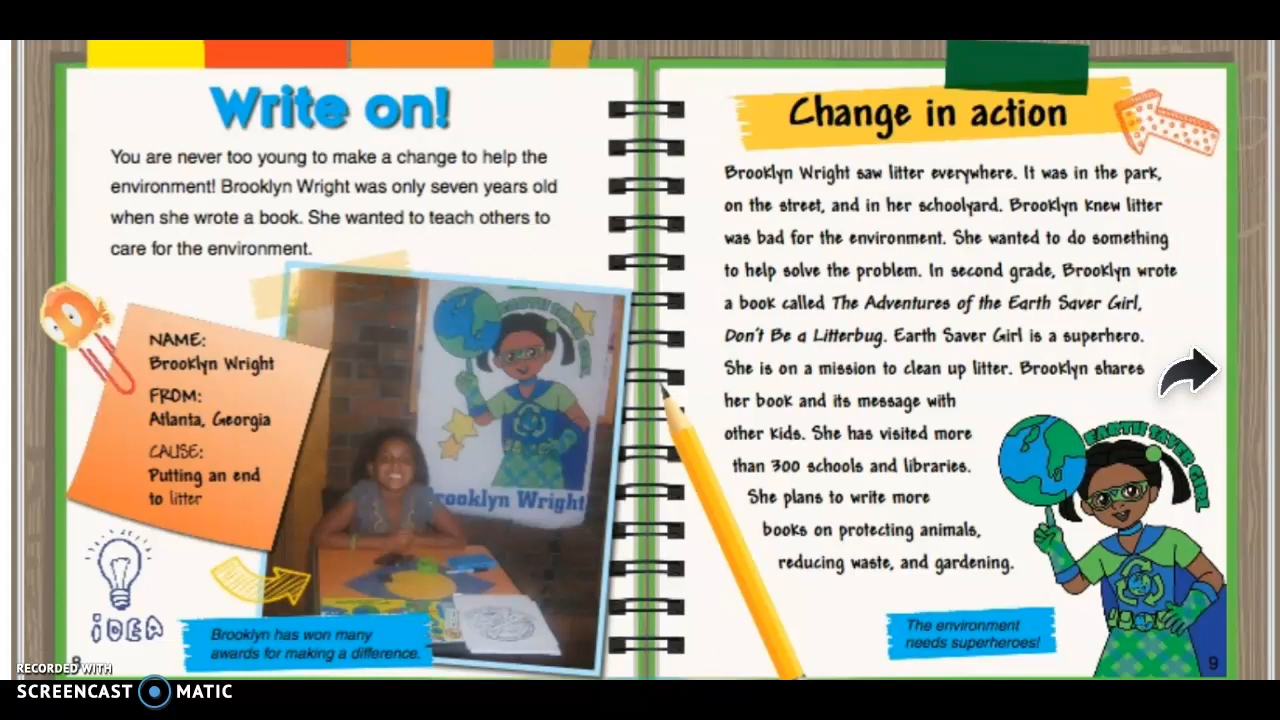 Write on!
You are never too young to make a change to help the
environment! Brooklyn Wright was only seven years old
when she wrote a book. She wanted to teach others to
care for the environment.
NAME:
Brooklyn Wright
FROM:
Atlanta, Georgia
CAUSE:
Putting an end
to litter
IDEA
EARTH SAVER GIRL
rooklyn Wright
Brooklyn has won many
awards for making a difference.
Change in action
Brooklyn Wright saw litter everywhere. It was in the park,
on the street, and in her schoolyard. Brooklyn knew litter
was bad for the environment. She wanted to do something
to help solve the problem. In second grade, Brooklyn wrote
a book called The Adventures of the Earth Saver Girl,
Don't Be a Litterbug. Earth Saver Girl is a superhero.
She is on a mission to clean up litter. Brooklyn shares
her book and its message with
other kids. She has visited more
than 300 schools and libraries.
She plans to write more
books on protecting animals,
reducing waste, and gardening.
EARTH SAVER GIRL
The environment
needs superheroes!
9
RECORDED WITH
SCREENCAST MATIC